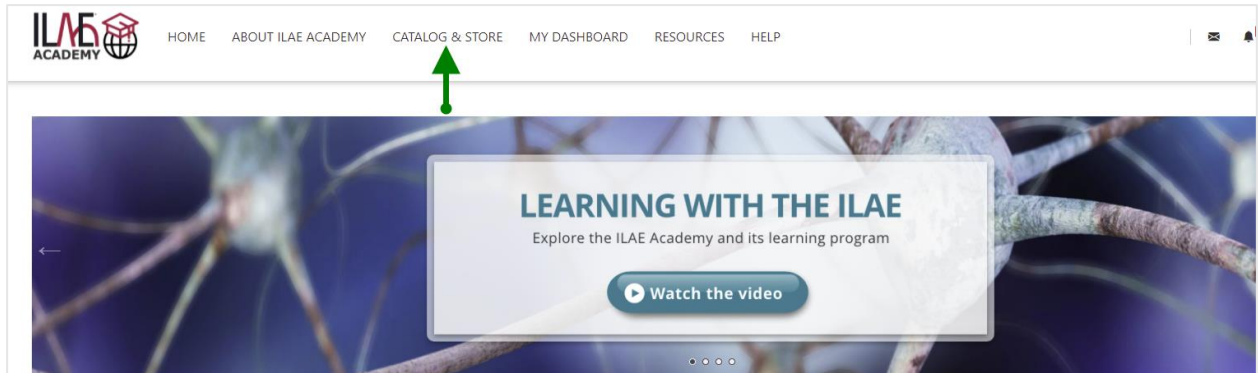 ILAE
ACADEMY
HOME ABOUT ILAE ACADEMY CATALOG & STORE MY DASHBOARD RESOURCES HELP
LEARNING WITH THE ILAE
Explore the ILAE Academy and its learning program
Watch the video